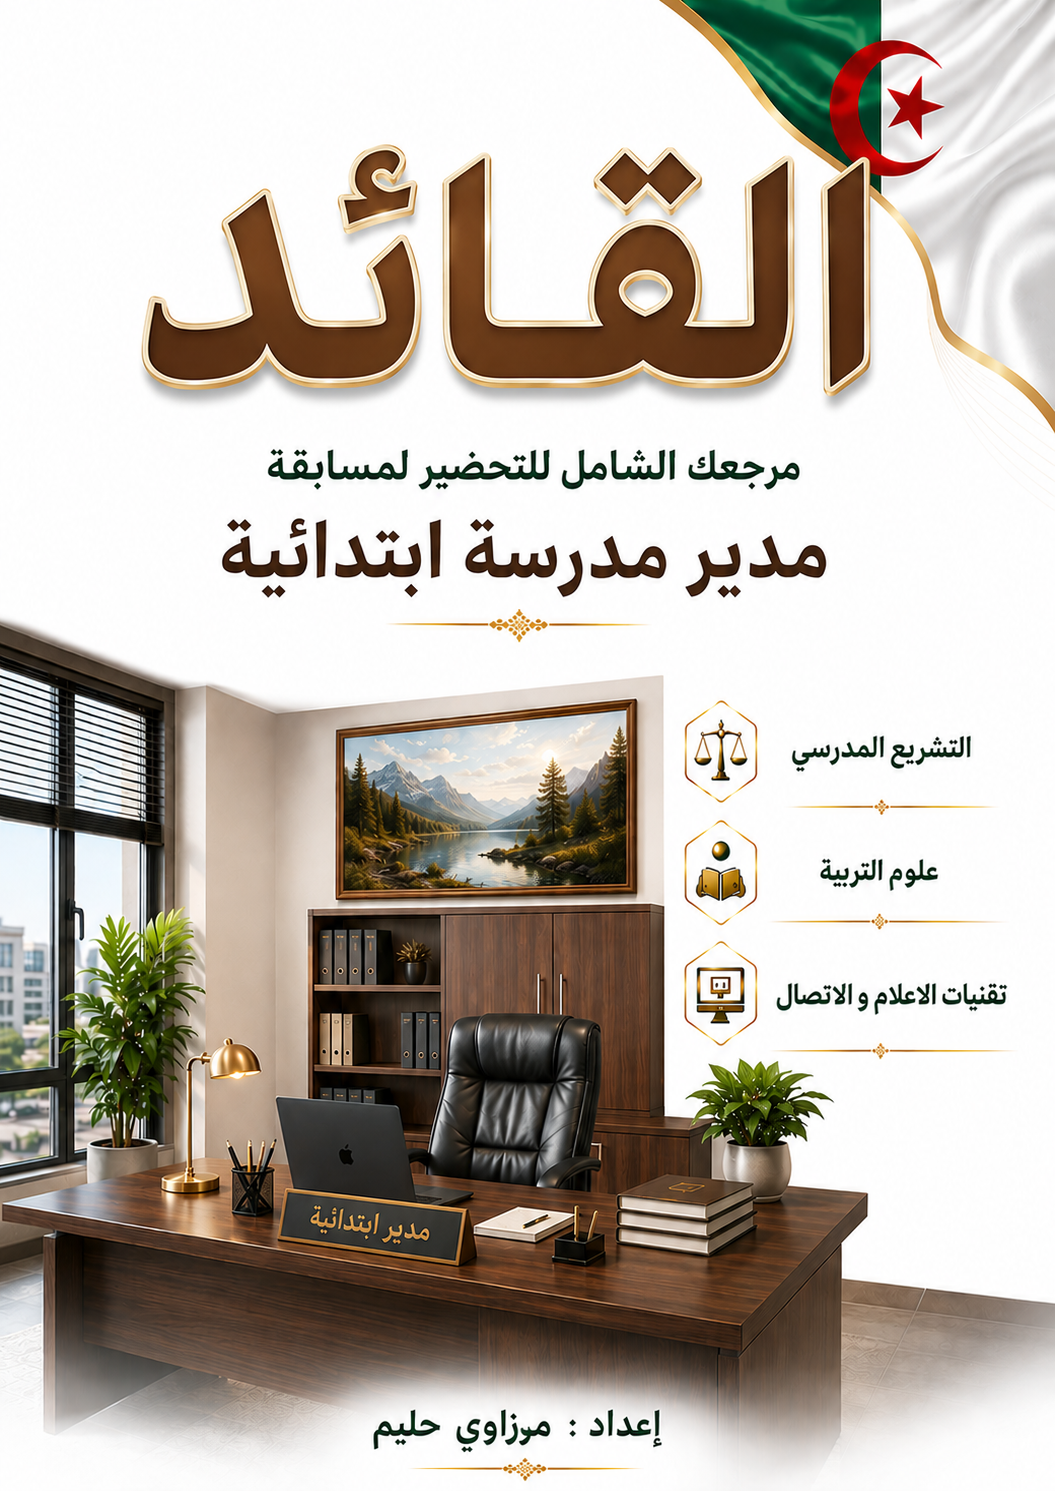 القائد
مرجعك الشامل للتحضير لمسابقة
مدير مدرسة ابتدائية
التشريع المدرسي
علوم التربية
تقنيات الاعلام و الاتصال
مدير ابتدائية
إعداد : مرزاوي حليم